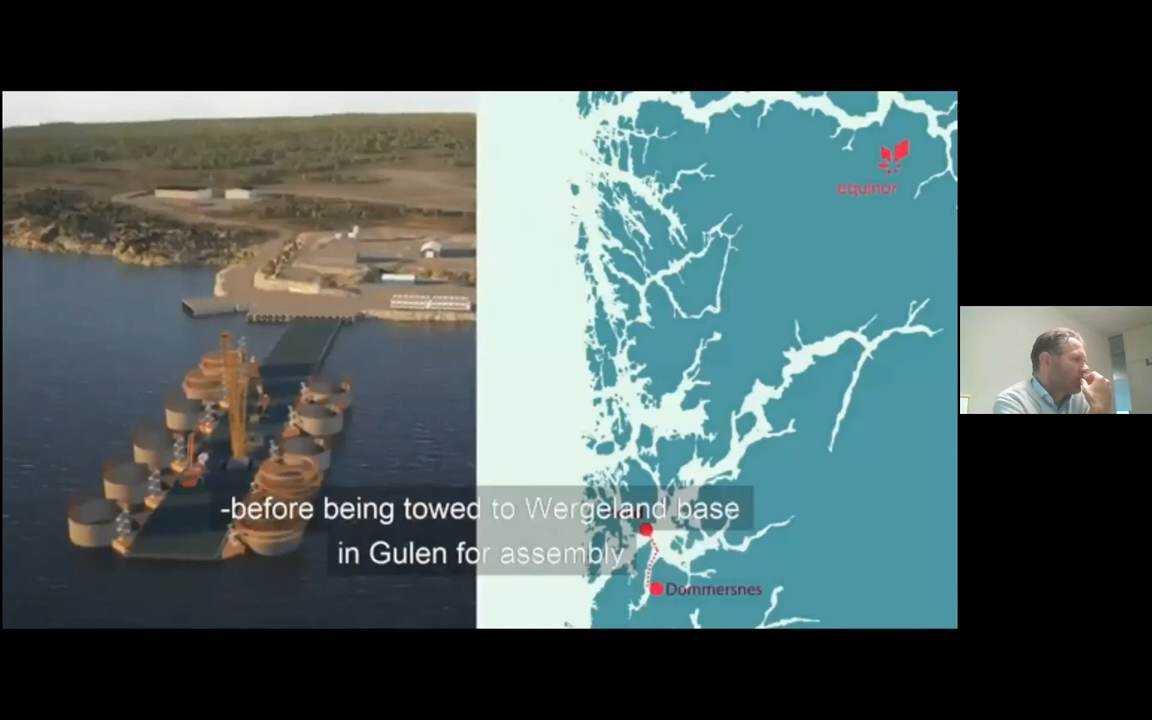 equinor
-before being towed to Wergeland base
in Gulen for assembly
Dommersnes